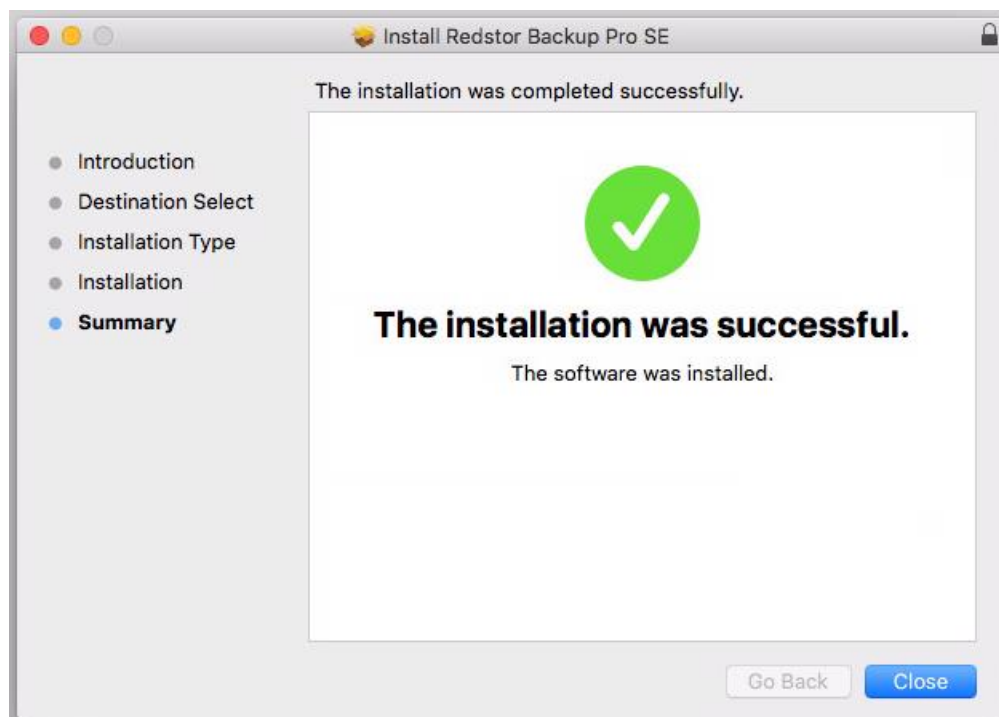 Install Redstor Backup Pro SE
The installation was completed successfully.
Introduction
Destination Select
Installation Type
Installation
Summary
The installation was successful.
The software was installed.
Go Back
Close